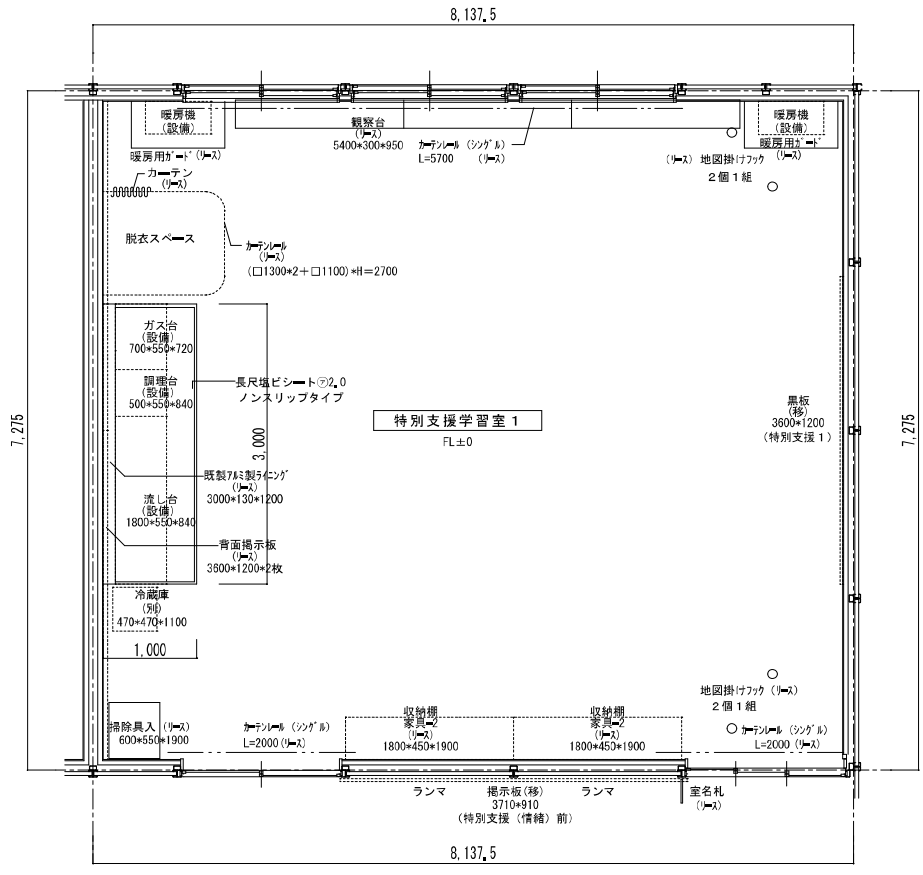 8,137.5
暖房機
(設備)
暖房用ガード(リース)
観察台
(リース)
5400*300*950
カーテンレール (シングル)
L=5700 (リース)
暖房機
(設備)
暖房用ガード
(リース) 地図掛けフック (リース)
2個1組
カーテン
(リース)
脱衣スペース
カーテンレール
(リース)
(□1300*2+□1100)*H=2700
ガス台
(設備)
700*550*720
調理台
(設備)
500*550*840
長尺塩ビシート㋐2.0
ノンスリップタイプ
特別支援学習室1
FL±0
黒板
(移)
3600*1200
(特別支援1)
7,275
7,275
3,000
既製アルミ製ライニング
(リース)
3000*130*1200
流し台
(設備)
1800*550*840
背面掲示板
(リース)
3600*1200*2枚
冷蔵庫
(別)
470*470*1100
1,000
地図掛けフック (リース)
2個1組
掃除具入 (リース)
600*550*1900
カーテンレール (シングル)
L=2000(リース)
収納棚
家具-2
(リース)
1800*450*1900
収納棚
家具-2
(リース)
1800*450*1900
カーテンレール (シングル)
L=2000(リース)
ランマ
掲示板(移)
3710*910
(特別支援(情緒)前)
ランマ
室名札
(リース)
8,137.5